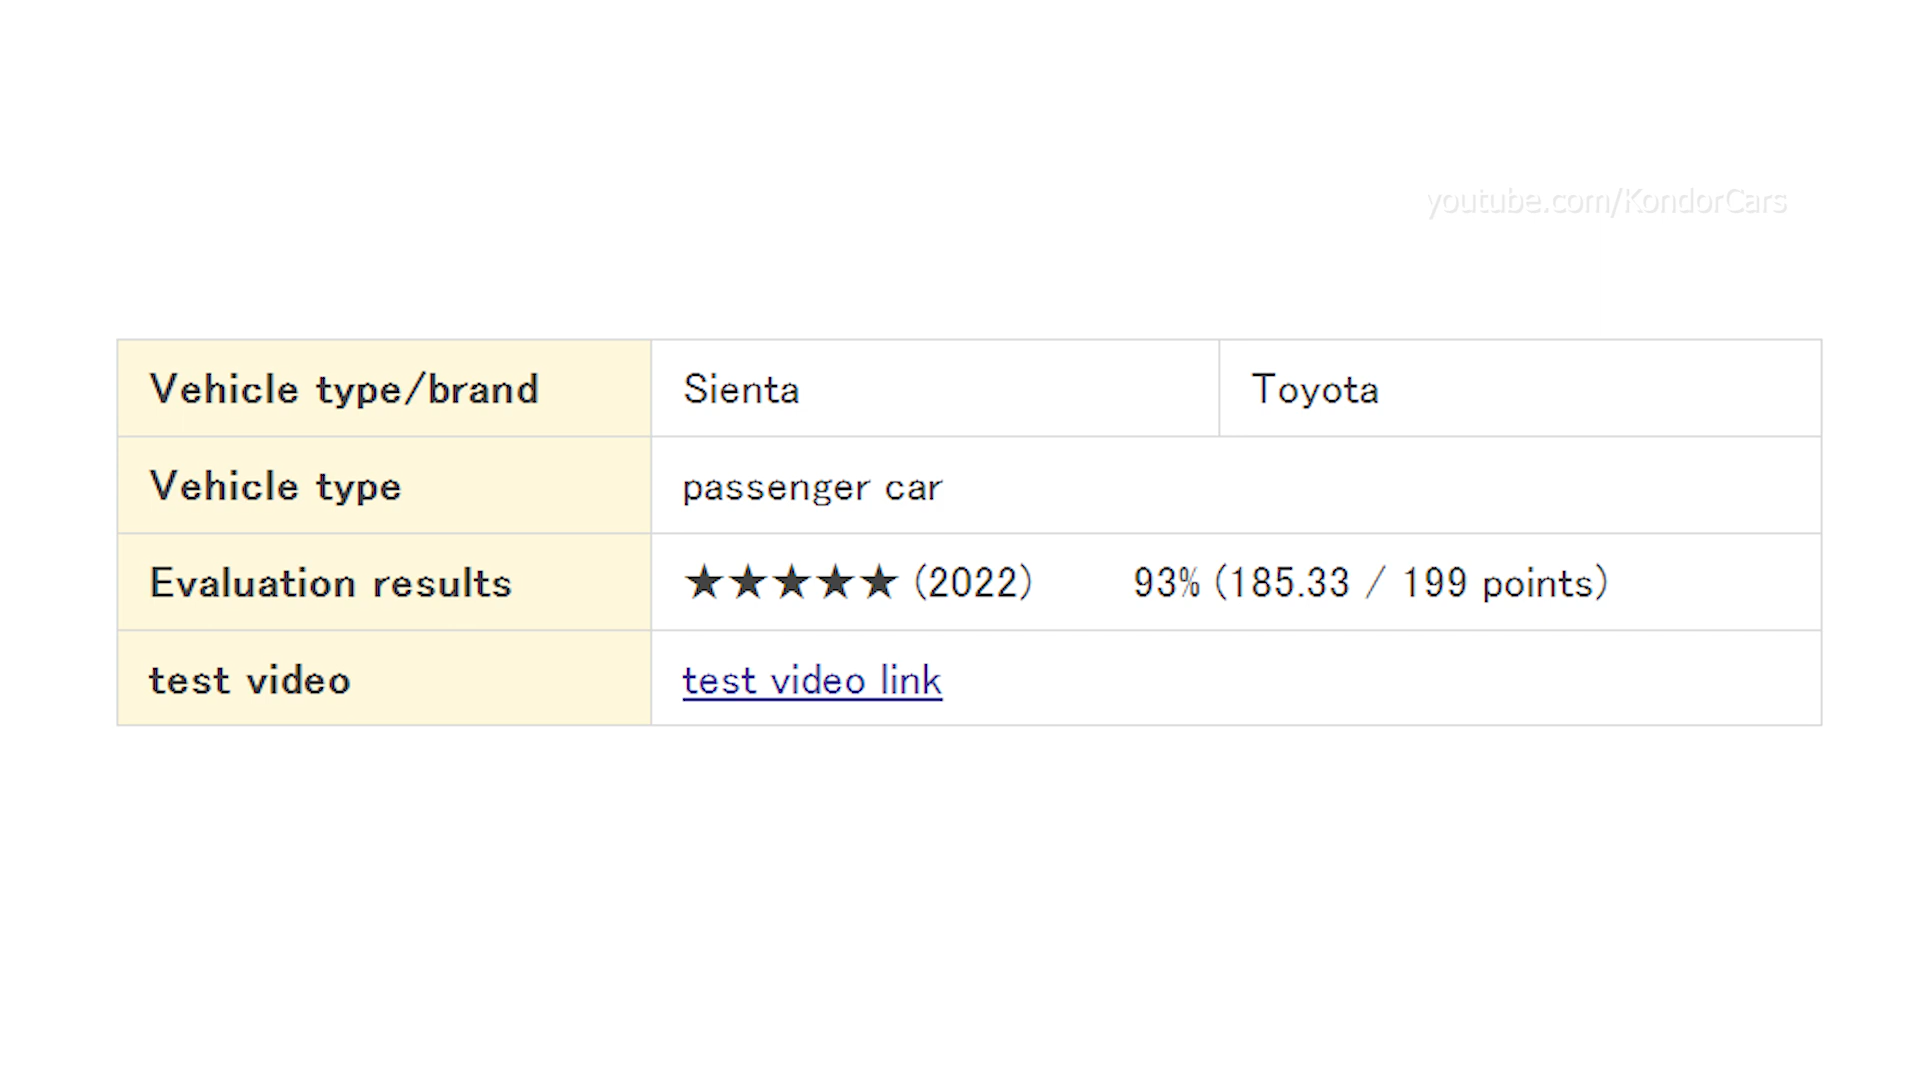 youtube.com/KondorCars
Vehicle type/brand Sienta Toyota
Vehicle type passenger car
Evaluation results ★★★★★ (2022) 93% (185.33 / 199 points)
test video test video link